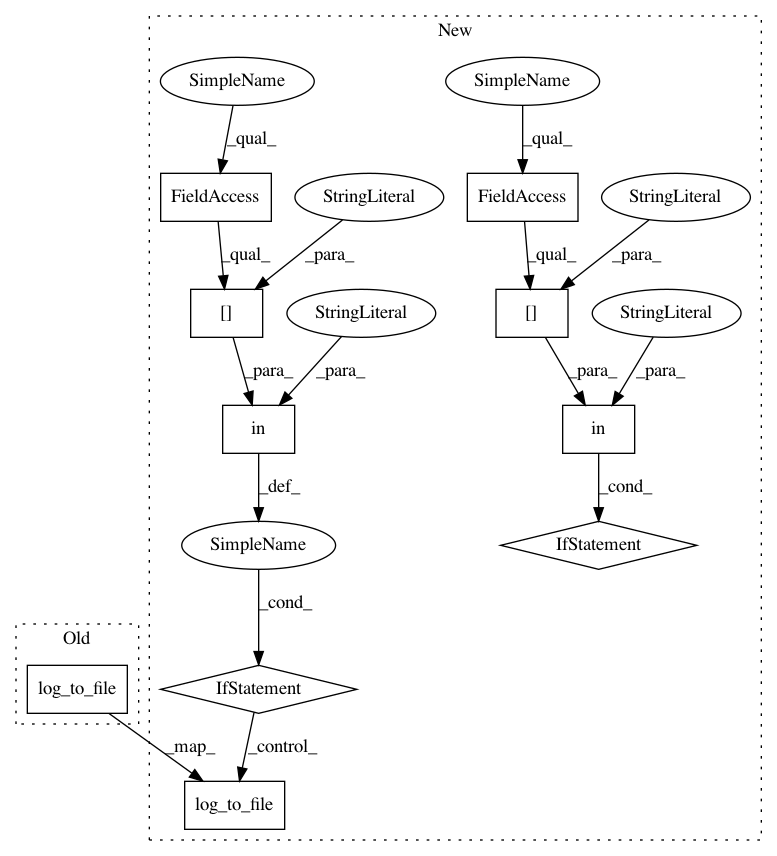 New
SimpleName SimpleName
_qual_ _qual_
FieldAccess StringLiteral FieldAccess StringLiteral
_qual_ _para_ _qual_ _para_
[] StringLiteral [] StringLiteral
_para_ _para_ _para_ _para_
in in
_def_ _cond_
SimpleName IfStatement
_cond_
Old
log_to_file IfStatement
_map_ _control_
log_to_file